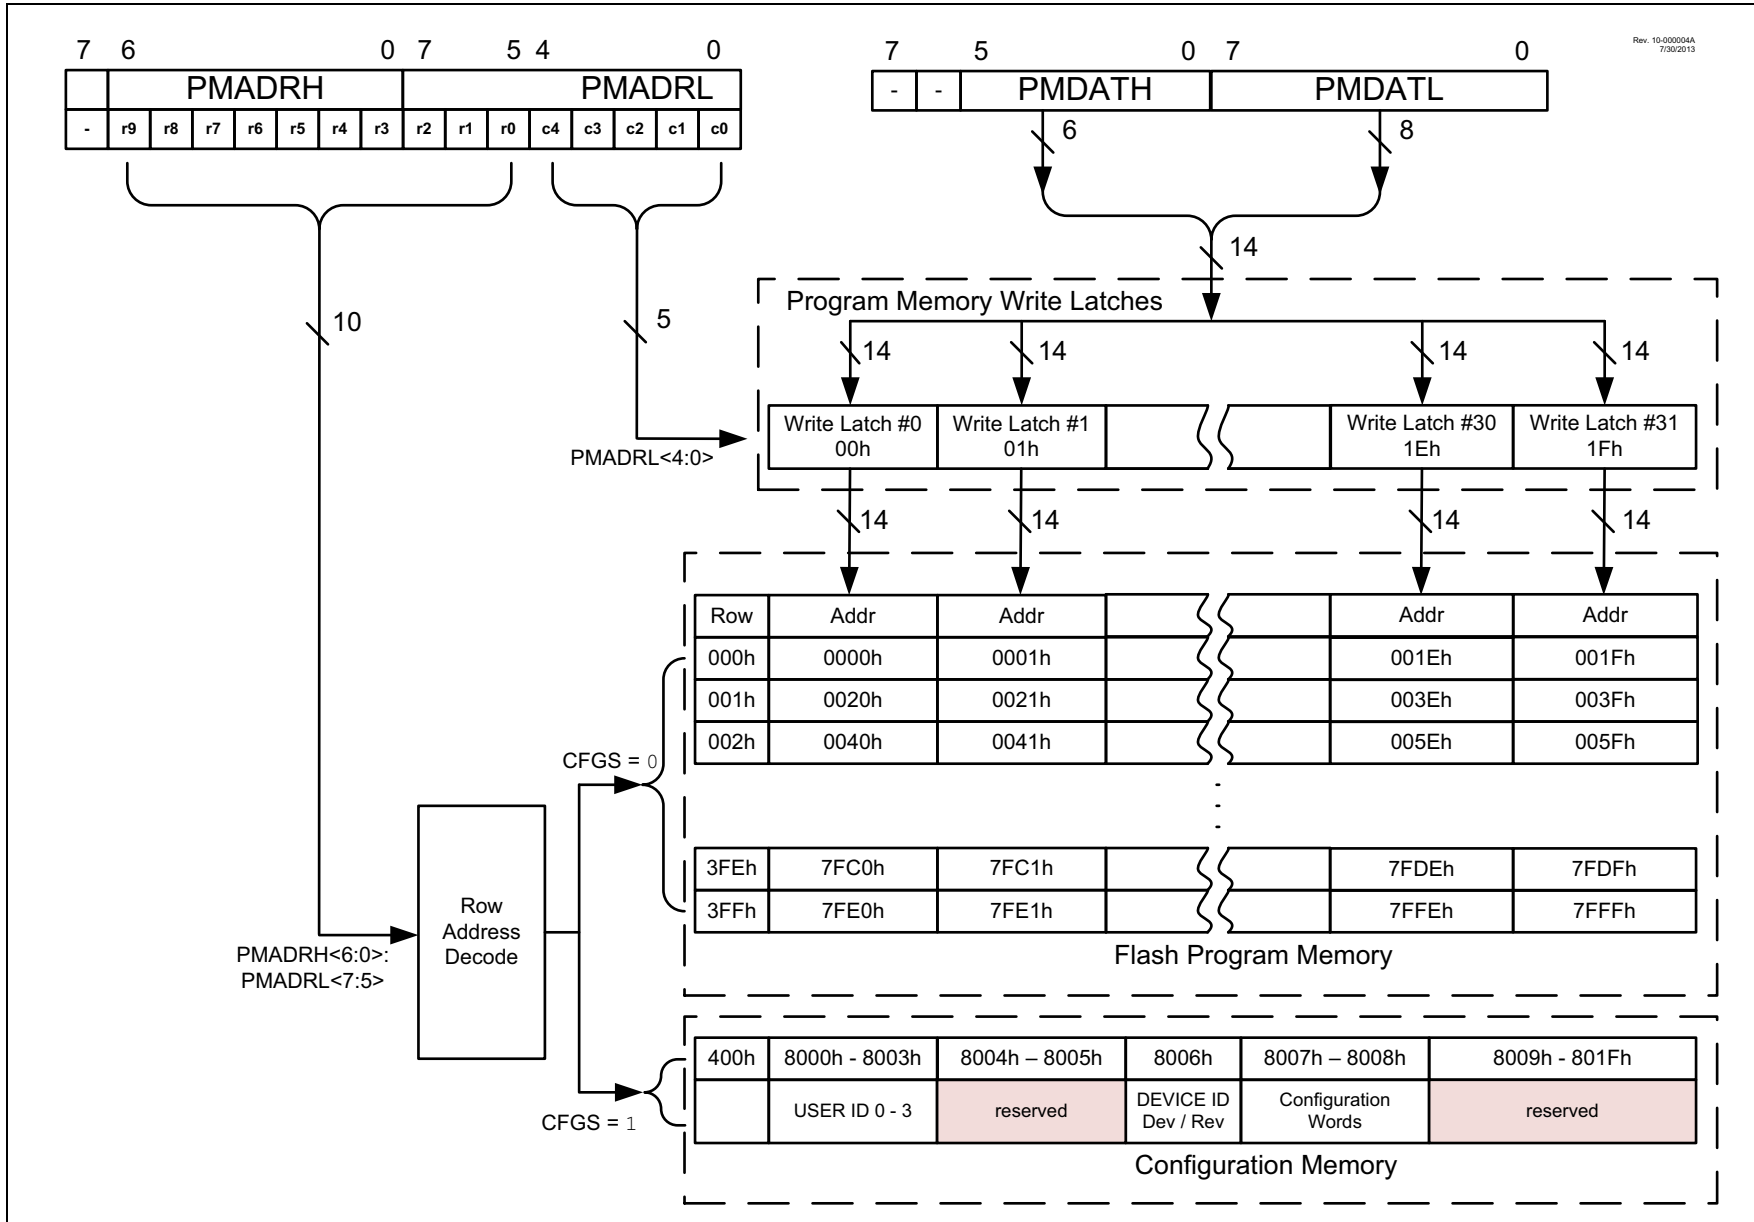 7 6 0 7 5 4 0
7 5 0 7 0
Rev. 10-000004A
7/30/2013
PMADRH PMADRL
- r9 r8 r7 r6 r5 r4 r3 r2 r1 r0 c4 c3 c2 c1 c0
- - PMDATH PMDATL
6 8
14
10 5
Program Memory Write Latches
14 14 14 14
Write Latch #0 Write Latch #1 Write Latch #30 Write Latch #31
00h 01h 1Eh 1Fh
PMADRL<4:0>
14 14 14 14
Row Addr Addr Addr Addr
000h 0000h 0001h 001Eh 001Fh
001h 0020h 0021h 003Eh 003Fh
002h 0040h 0041h 005Eh 005Fh
CFGS = 0
3FEh 7FC0h 7FC1h 7FDEh 7FDFh
3FFh 7FE0h 7FE1h 7FFEh 7FFFh
Flash Program Memory
Row
Address
Decode
PMADRH<6:0>:
PMADRL<7:5>
400h 8000h - 8003h 8004h – 8005h 8006h 8007h – 8008h 8009h - 801Fh
USER ID 0 - 3 reserved DEVICE ID Configuration reserved
Dev / Rev Words
CFGS = 1
Configuration Memory